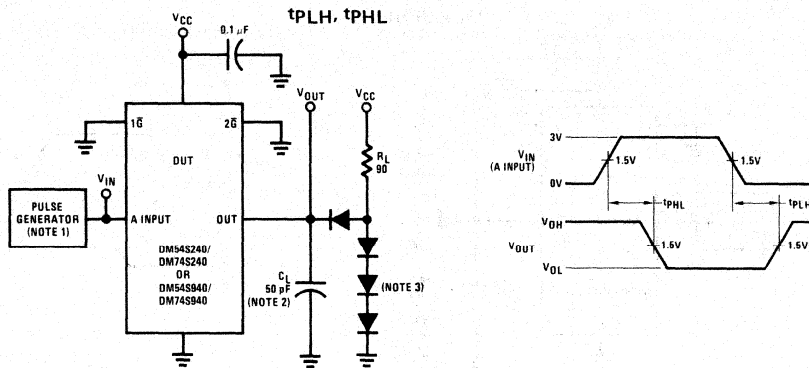 tPLH, tPHL
VCC
0.1 μF
VOUT
VCC
1G̅
2G̅
DUT
RL
90
VIN
PULSE
GENERATOR
(NOTE 1)
A INPUT
OUT
DM54S240/
DM74S240
OR
DM54S940/
DM74S940
CL
50 pF
(NOTE 2)
(NOTE 3)
3V
VIN
(A INPUT)
1.5V
1.5V
0V
tPHL
tPLH
VOH
VOUT
1.5V
1.5V
VOL